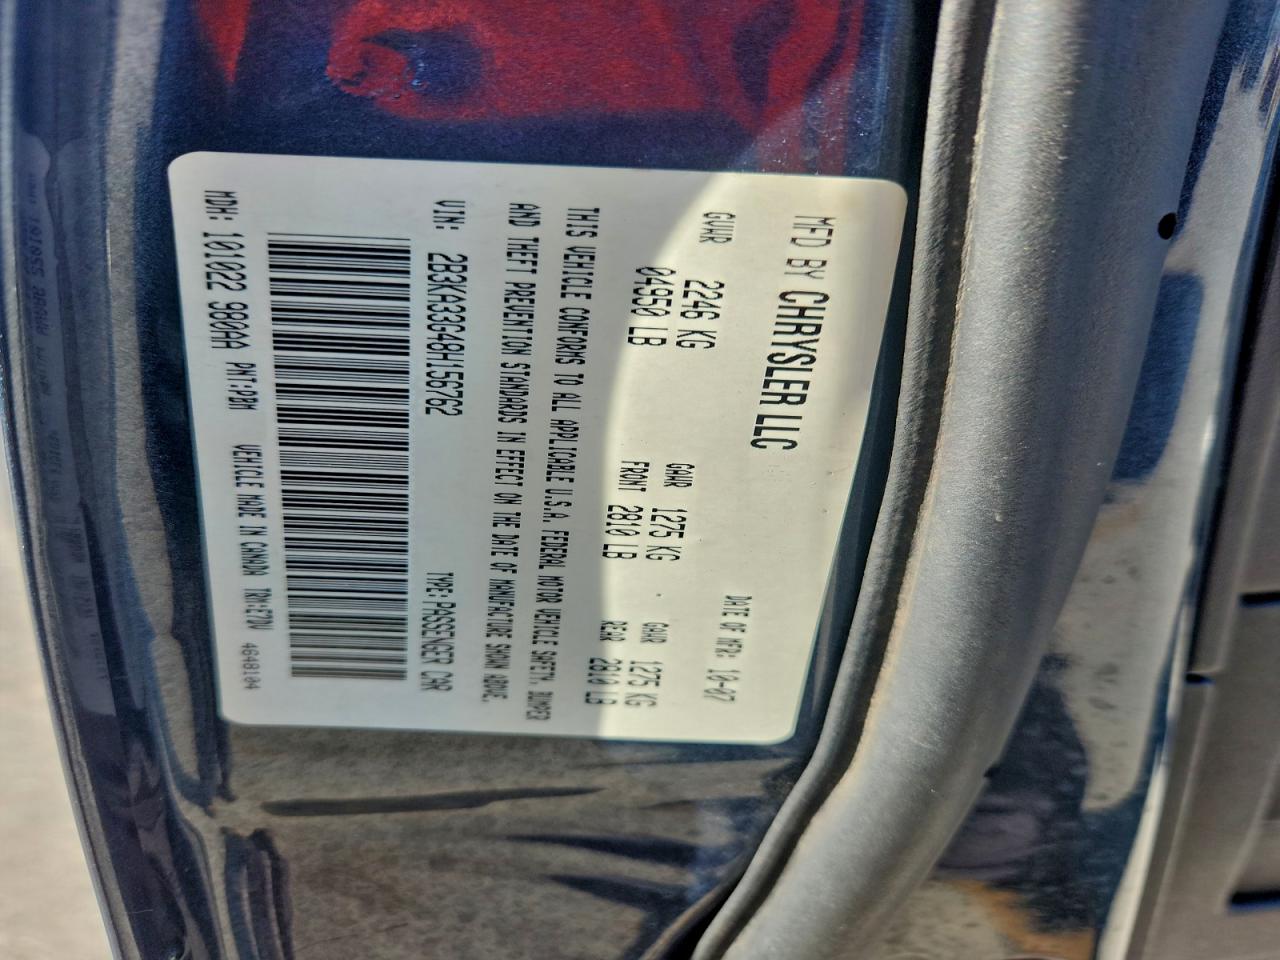 MFD BY CHRYSLER LLC DATE OF MFR: 10-07
GVWR 2246 KG GAWR 1275 KG GAWR 1275 KG
04950 LB FRONT 2810 LB REAR 2810 LB
THIS VEHICLE CONFORMS TO ALL APPLICABLE U.S.A. FEDERAL MOTOR VEHICLE SAFETY, BUMPER
AND THEFT PREVENTION STANDARDS IN EFFECT ON THE DATE OF MANUFACTURE SHOWN ABOVE.
VIN: 2B3KA33G48H156762 TYPE: PASSENGER CAR
MDH: 101022 980AA PNT:PBM VEHICLE MADE IN CANADA 4648104